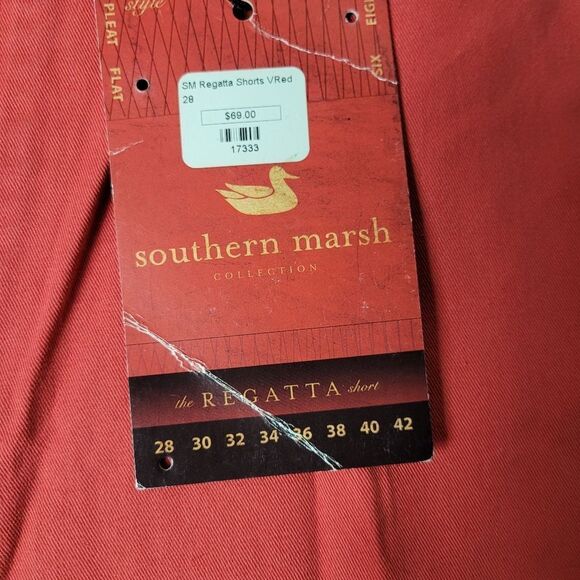 style
PLEAT
FLAT
SIX
SM Regatta Shorts VRed
28
$69.00
17333
southern marsh
COLLECTION
the REGATTA short
28 30 32 34 36 38 40 42